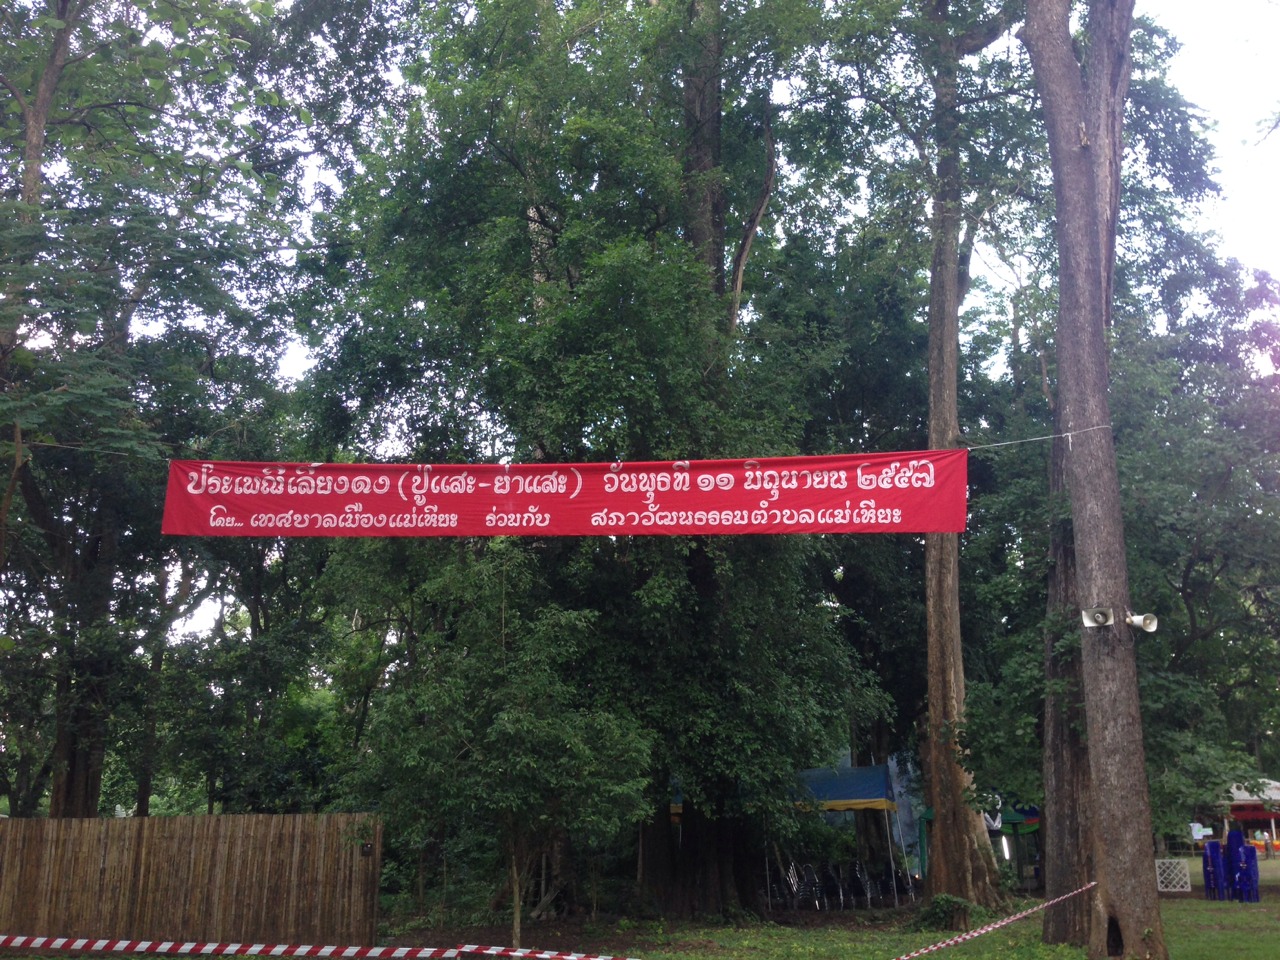 ประเพณีเลี้ยงดง (ปู่แสะ-ย่าแสะ) วันพุธที่ ๑๑ มิถุนายน ๒๕๕๗
โดย... เทศบาลเมืองแม่เหียะ ร่วมกับ สภาวัฒนธรรมตำบลแม่เหียะ